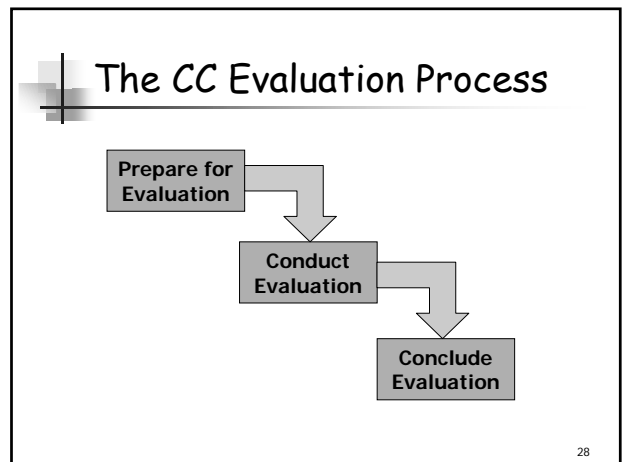 The CC Evaluation Process
Prepare for
Evaluation
Conduct
Evaluation
Conclude
Evaluation
28